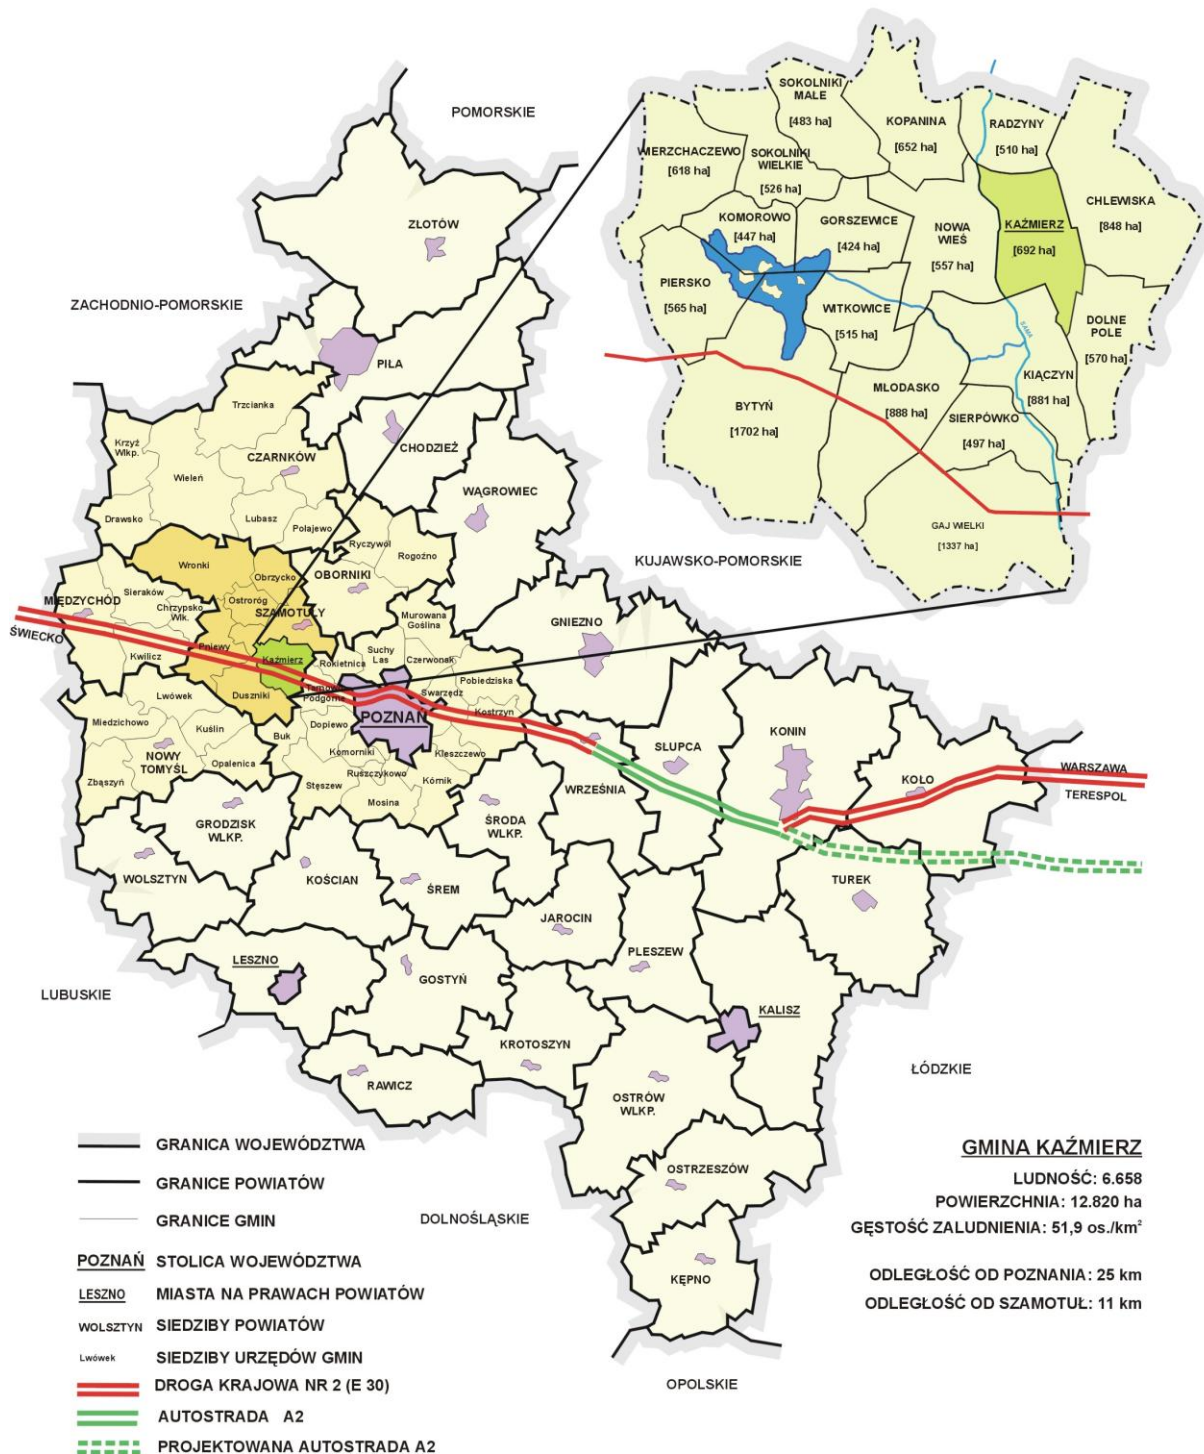 POMORSKIE
ZACHODNIO-POMORSKIE
KUJAWSKO-POMORSKIE
LUBUSKIE
ŁÓDZKIE
DOLNOŚLĄSKIE
OPOLSKIE
SOKOLNIKI
MAŁE
[483 ha]
KOPANINA
[652 ha]
RADZYNY
[510 ha]
WIERZCHACZEWO
[618 ha]
SOKOLNIKI
WIELKIE
[526 ha]
CHLEWISKA
[848 ha]
KOMOROWO
[447 ha]
GORSZEWICE
[424 ha]
NOWA
WIEŚ
[557 ha]
KAŹMIERZ
[692 ha]
PIERSKO
[565 ha]
WITKOWICE
[515 ha]
SAMA
DOLNE
POLE
[570 ha]
BYTYŃ
[1702 ha]
MŁODASKO
[888 ha]
KIĄCZYN
[881 ha]
SIERPÓWKO
[497 ha]
GAJ WIELKI
[1337 ha]
ZŁOTÓW
PIŁA
Trzcianka
Krzyż
Wlkp.
CZARNKÓW
Wieleń
CHODZIEŻ
WĄGROWIEC
Drawsko
Lubasz
Połajewo
Ryczywół
Rogoźno
Wronki
Obrzycko
OBORNIKI
MIĘDZYCHÓD
Sieraków
Chrzypsko
Wlk.
Ostroróg
SZAMOTUŁY
Murowana
Goślina
GNIEZNO
ŚWIECKO
Kwilicz
Pniewy
Kaźmierz
Rokietnica
Suchy
Las
Czerwonak
Pobiedziska
Lwówek
Duszniki
Tarnowo
Podgórne
Swarzędz
Kostrzyn
Miedzichowo
Kuślin
Buk
Dopiewo
POZNAŃ
SŁUPCA
KONIN
KOŁO
WARSZAWA
TERESPOL
NOWY
TOMYŚL
Opalenica
Komorniki
Kleszczewo
Zbąszyń
Stęszew
Ruszczykowo
Kórnik
Mosina
WRZEŚNIA
GRODZISK
WLKP.
ŚRODA
WLKP.
WOLSZTYN
KOŚCIAN
ŚREM
JAROCIN
TUREK
PLESZEW
LESZNO
GOSTYŃ
KALISZ
KROTOSZYN
RAWICZ
OSTRÓW
WLKP.
OSTRZESZÓW
KĘPNO
GRANICA WOJEWÓDZTWA
GRANICE POWIATÓW
GRANICE GMIN
POZNAŃ STOLICA WOJEWÓDZTWA
LESZNO MIASTA NA PRAWACH POWIATÓW
WOLSZTYN SIEDZIBY POWIATÓW
Lwówek SIEDZIBY URZĘDÓW GMIN
DROGA KRAJOWA NR 2 (E 30)
AUTOSTRADA A2
PROJEKTOWANA AUTOSTRADA A2
GMINA KAŹMIERZ
LUDNOŚĆ: 6.658
POWIERZCHNIA: 12.820 ha
GĘSTOŚĆ ZALUDNIENIA: 51,9 os./km²
ODLEGŁOŚĆ OD POZNANIA: 25 km
ODLEGŁOŚĆ OD SZAMOTUŁ: 11 km